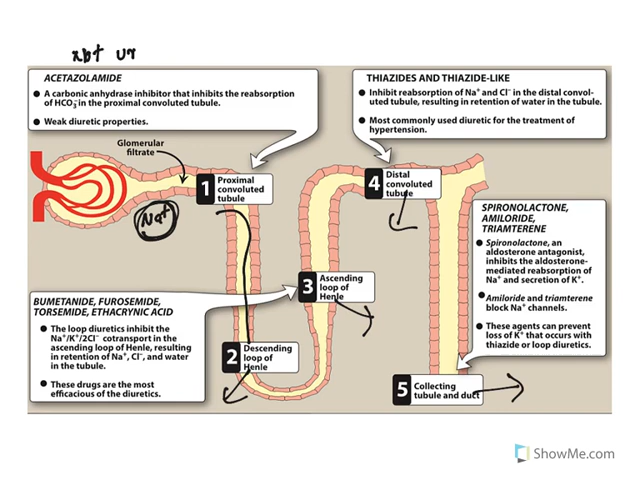 ACETAZOLAMIDE
● A carbonic anhydrase inhibitor that inhibits the reabsorption
of HCO₃⁻ in the proximal convoluted tubule.
● Weak diuretic properties.
THIAZIDES AND THIAZIDE-LIKE
● Inhibit reabsorption of Na⁺ and Cl⁻ in the distal convol-
uted tubule, resulting in retention of water in the tubule.
● Most commonly used diuretic for the treatment of
hypertension.
Glomerular
filtrate
1 Proximal
convoluted
tubule
4 Distal
convoluted
tubule
Na⁺
SPIRONOLACTONE,
AMILORIDE,
TRIAMTERENE
● Spironolactone, an
aldosterone antagonist,
inhibits the aldosterone-
mediated reabsorption of
Na⁺ and secretion of K⁺.
● Amiloride and triamterene
block Na⁺ channels.
● These agents can prevent
loss of K⁺ that occurs with
thiazide or loop diuretics.
3 Ascending
loop of
Henle
BUMETANIDE, FUROSEMIDE,
TORSEMIDE, ETHACRYNIC ACID
● The loop diuretics inhibit the
Na⁺/K⁺/2Cl⁻ cotransport in the
ascending loop of Henle, resulting
in retention of Na⁺, Cl⁻, and water
in the tubule.
● These drugs are the most
efficacious of the diuretics.
2 Descending
loop of
Henle
5 Collecting
tubule and duct
ShowMe.com